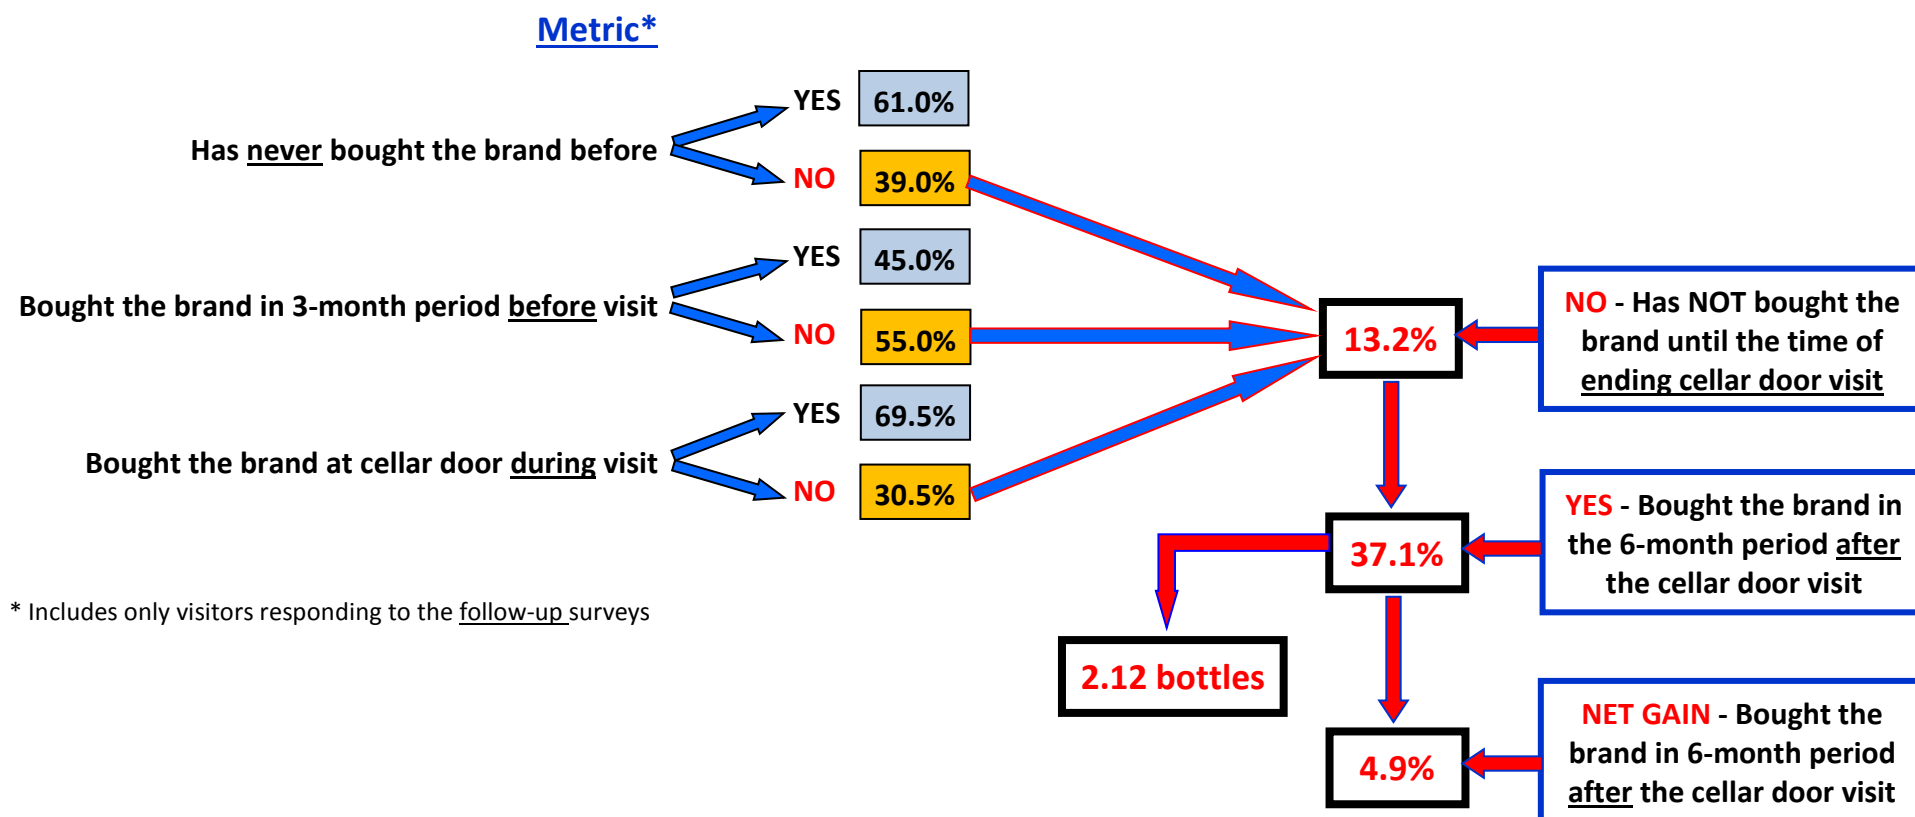 Metric*
YES 61.0%
Has never bought the brand before
NO 39.0%
YES 45.0%
Bought the brand in 3-month period before visit
NO 55.0%
YES 69.5%
Bought the brand at cellar door during visit
NO 30.5%
* Includes only visitors responding to the follow-up surveys
13.2%
NO - Has NOT bought the
brand until the time of
ending cellar door visit
37.1%
YES - Bought the brand in
the 6-month period after
the cellar door visit
2.12 bottles
4.9%
NET GAIN - Bought the
brand in 6-month period
after the cellar door visit